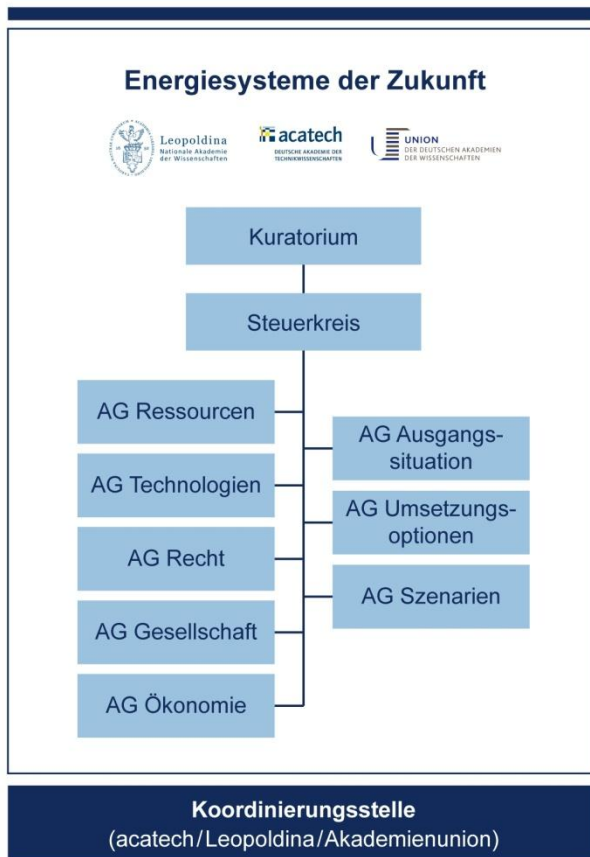 Energiesysteme der Zukunft
Leopoldina
Nationale Akademie
der Wissenschaften
acatech
DEUTSCHE AKADEMIE DER
TECHNIKWISSENSCHAFTEN
UNION
DER DEUTSCHEN AKADEMIEN
DER WISSENSCHAFTEN
Kuratorium
Steuerkreis
AG Ressourcen
AG Technologien
AG Recht
AG Gesellschaft
AG Ökonomie
AG Ausgangs-
situation
AG Umsetzungs-
optionen
AG Szenarien
Koordinierungsstelle
(acatech/Leopoldina/Akademienunion)